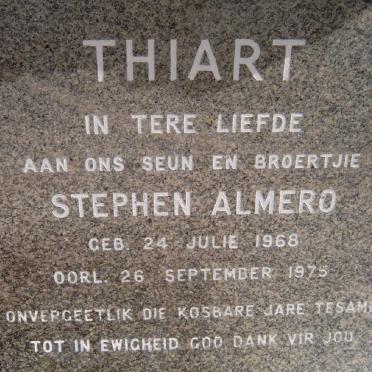 THIART
IN TERE LIEFDE
AAN ONS SEUN EN BROERTJIE
STEPHEN ALMERO
GEB. 24 JULIE 1968
OORL. 26 SEPTEMBER 1975
ONVERGEETLIK DIE KOSBARE JARE TESAME
TOT IN EWIGHEID GOD DANK VIR JOU